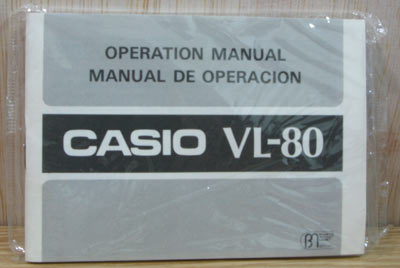 OPERATION MANUAL
MANUAL DE OPERACION
CASIO VL-80